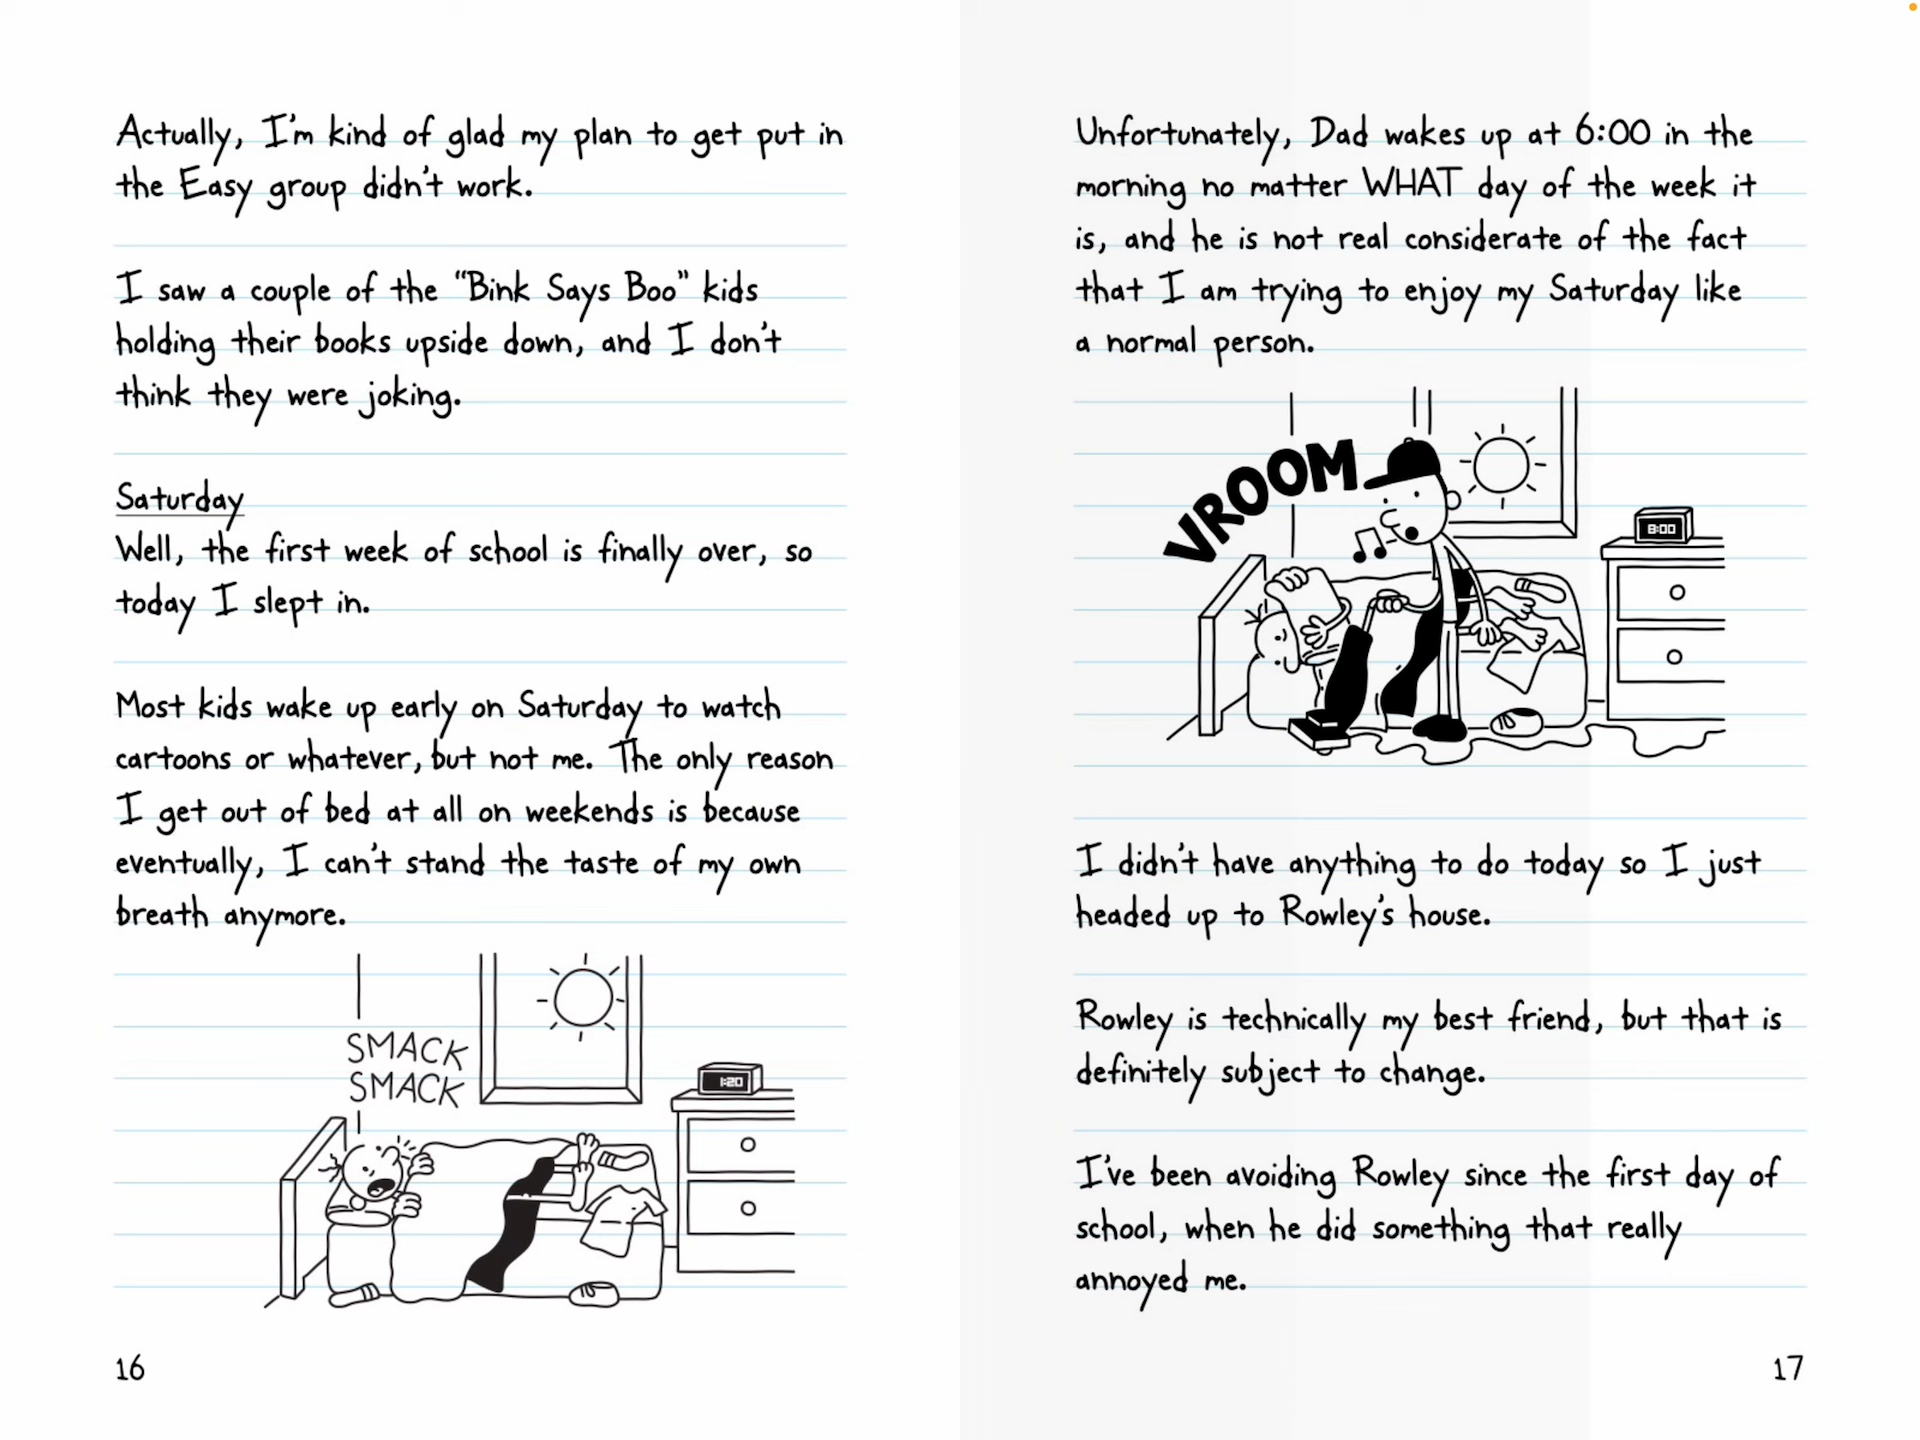 Actually, I'm kind of glad my plan to get put in
the Easy group didn't work.
I saw a couple of the "Bink Says Boo" kids
holding their books upside down, and I don't
think they were joking.
Saturday
Well, the first week of school is finally over, so
today I slept in.
Most kids wake up early on Saturday to watch
cartoons or whatever, but not me. The only reason
I get out of bed at all on weekends is because
eventually, I can't stand the taste of my own
breath anymore.
SMACK
SMACK
1:20
16
Unfortunately, Dad wakes up at 6:00 in the
morning no matter WHAT day of the week it
is, and he is not real considerate of the fact
that I am trying to enjoy my Saturday like
a normal person.
VROOM
8:00
I didn't have anything to do today so I just
headed up to Rowley's house.
Rowley is technically my best friend, but that is
definitely subject to change.
I've been avoiding Rowley since the first day of
school, when he did something that really
annoyed me.
17